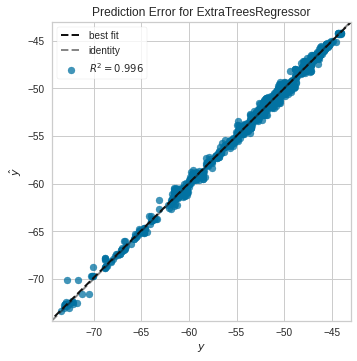 Prediction Error for ExtraTreesRegressor
best fit
identity
R² = 0.996
−45
−50
−55
−60
−65
−70
ŷ
−70
−65
−60
−55
−50
−45
y